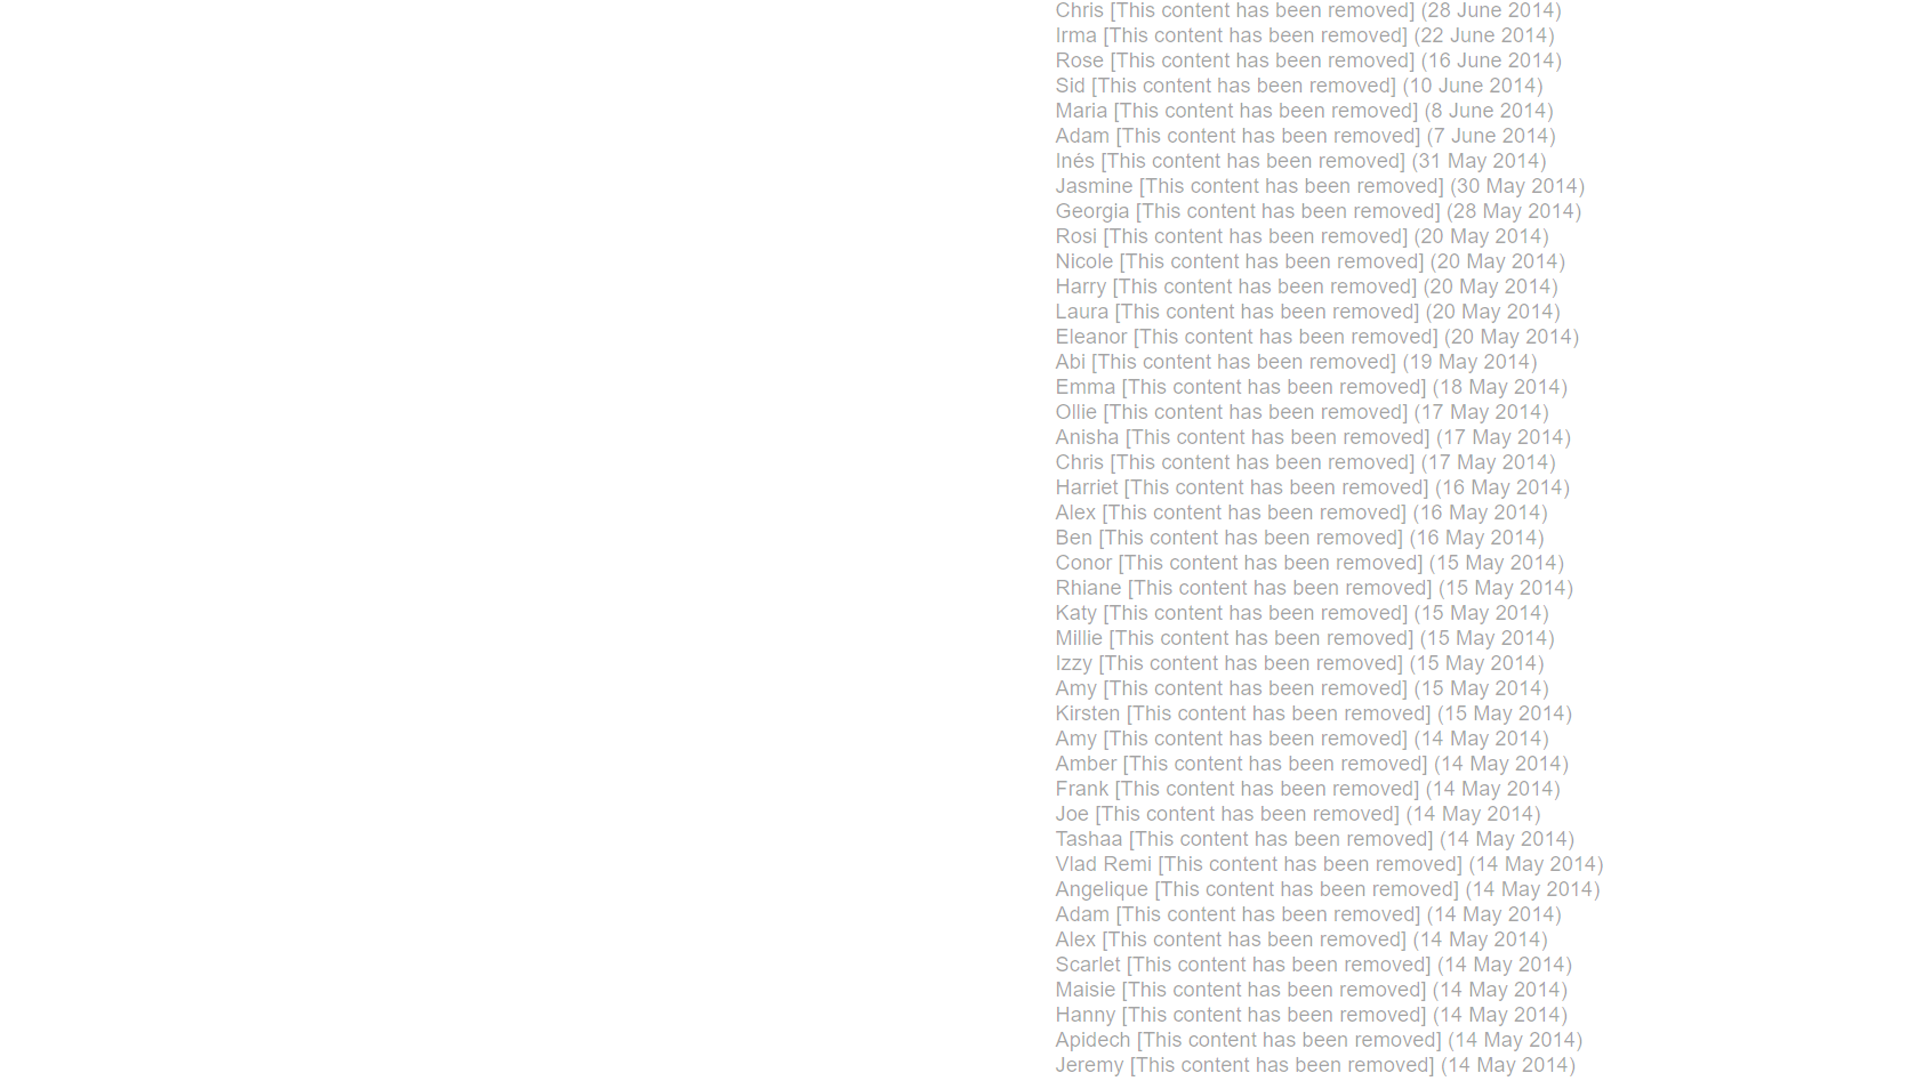 Chris [This content has been removed] (28 June 2014)
Irma [This content has been removed] (22 June 2014)
Rose [This content has been removed] (16 June 2014)
Sid [This content has been removed] (10 June 2014)
Maria [This content has been removed] (8 June 2014)
Adam [This content has been removed] (7 June 2014)
Inés [This content has been removed] (31 May 2014)
Jasmine [This content has been removed] (30 May 2014)
Georgia [This content has been removed] (28 May 2014)
Rosi [This content has been removed] (20 May 2014)
Nicole [This content has been removed] (20 May 2014)
Harry [This content has been removed] (20 May 2014)
Laura [This content has been removed] (20 May 2014)
Eleanor [This content has been removed] (20 May 2014)
Abi [This content has been removed] (19 May 2014)
Emma [This content has been removed] (18 May 2014)
Ollie [This content has been removed] (17 May 2014)
Anisha [This content has been removed] (17 May 2014)
Chris [This content has been removed] (17 May 2014)
Harriet [This content has been removed] (16 May 2014)
Alex [This content has been removed] (16 May 2014)
Ben [This content has been removed] (16 May 2014)
Conor [This content has been removed] (15 May 2014)
Rhiane [This content has been removed] (15 May 2014)
Katy [This content has been removed] (15 May 2014)
Millie [This content has been removed] (15 May 2014)
Izzy [This content has been removed] (15 May 2014)
Amy [This content has been removed] (15 May 2014)
Kirsten [This content has been removed] (15 May 2014)
Amy [This content has been removed] (14 May 2014)
Amber [This content has been removed] (14 May 2014)
Frank [This content has been removed] (14 May 2014)
Joe [This content has been removed] (14 May 2014)
Tashaa [This content has been removed] (14 May 2014)
Vlad Remi [This content has been removed] (14 May 2014)
Angelique [This content has been removed] (14 May 2014)
Adam [This content has been removed] (14 May 2014)
Alex [This content has been removed] (14 May 2014)
Scarlet [This content has been removed] (14 May 2014)
Maisie [This content has been removed] (14 May 2014)
Hanny [This content has been removed] (14 May 2014)
Apidech [This content has been removed] (14 May 2014)
Jeremy [This content has been removed] (14 May 2014)